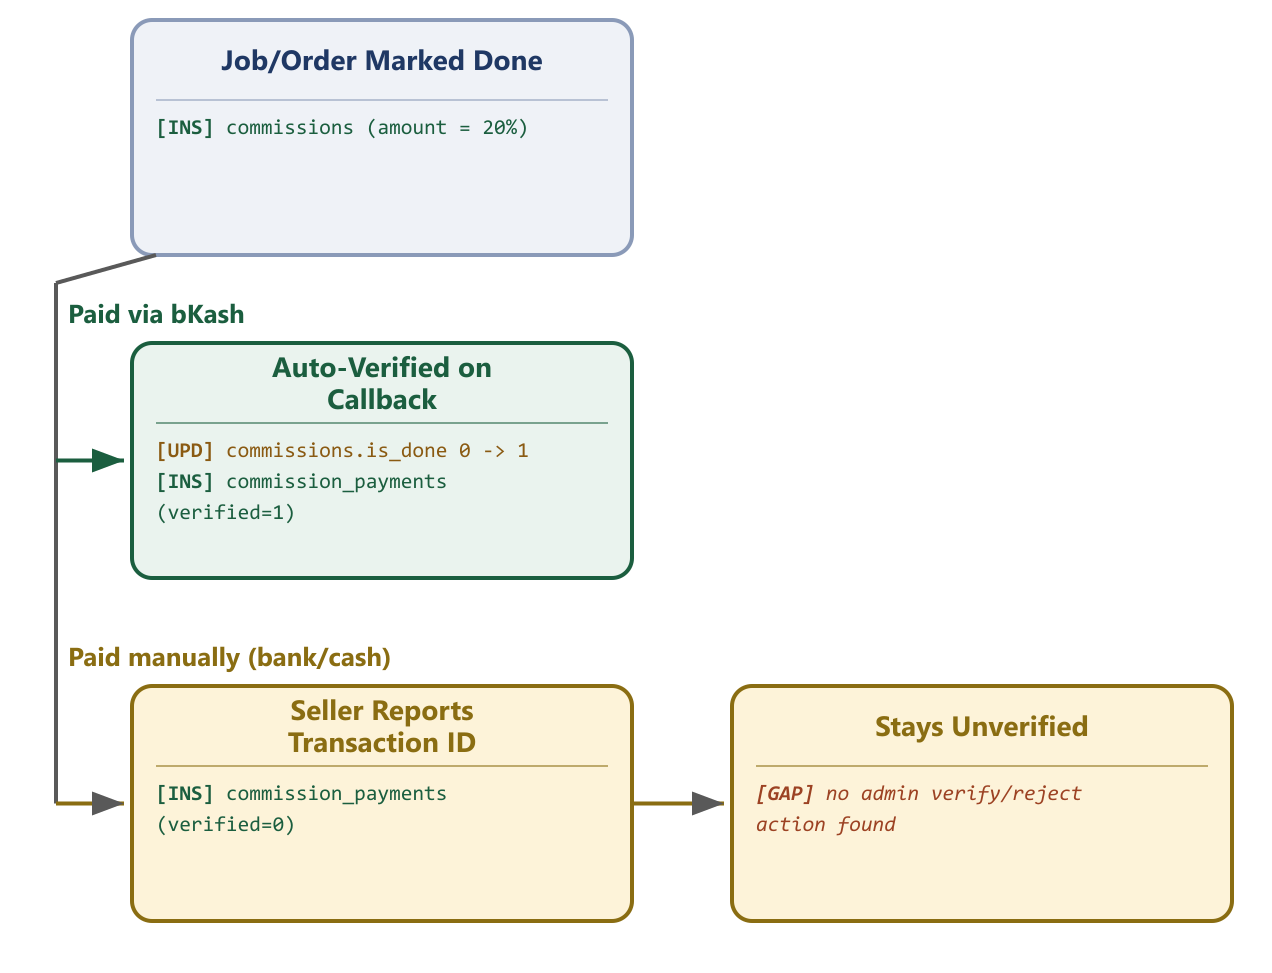 Job/Order Marked Done
[INS] commissions (amount = 20%)
Paid via bKash
Auto-Verified on
Callback
[UPD] commissions.is_done 0 -> 1
[INS] commission_payments
(verified=1)
Paid manually (bank/cash)
Seller Reports
Transaction ID
[INS] commission_payments
(verified=0)
Stays Unverified
[GAP] no admin verify/reject
action found